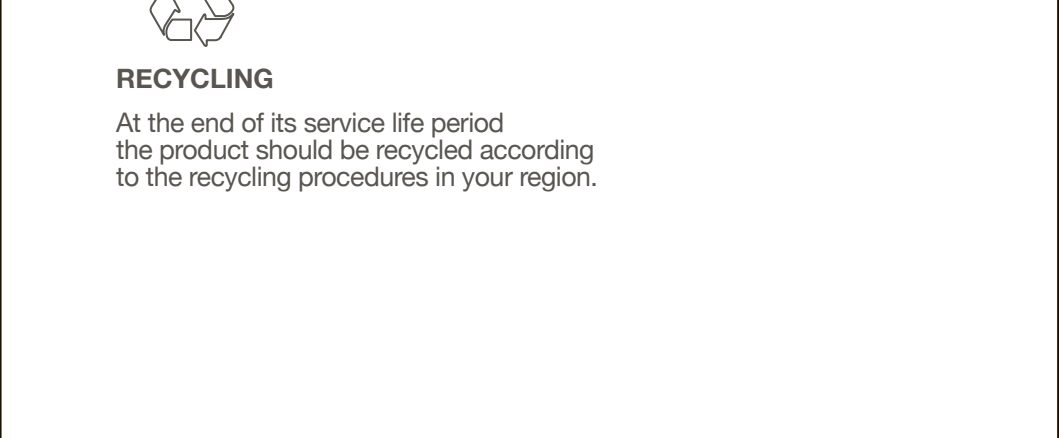 RECYCLING
At the end of its service life period
the product should be recycled according
to the recycling procedures in your region.